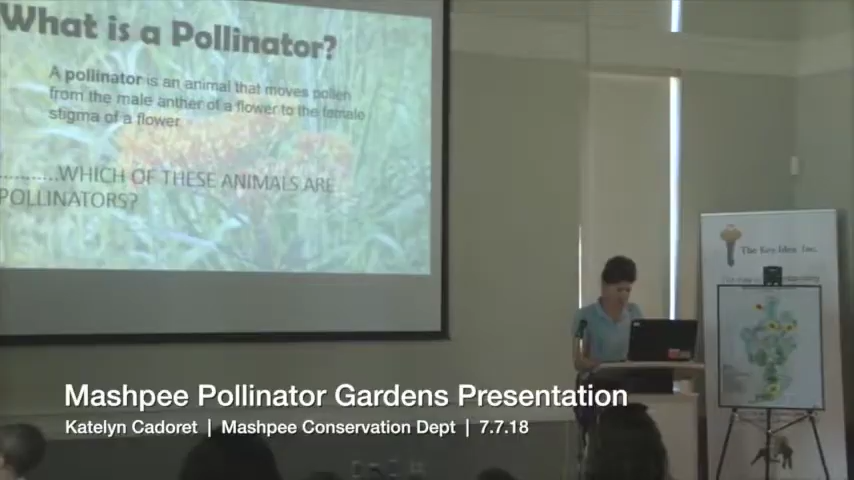 What is a Pollinator?
A pollinator is an animal that moves pollen
from the male anther of a flower to the female
stigma of a flower
...........WHICH OF THESE ANIMALS ARE
POLLINATORS?
The Key Idea, Inc.
Mashpee Pollinator Gardens Presentation
Katelyn Cadoret | Mashpee Conservation Dept | 7.7.18